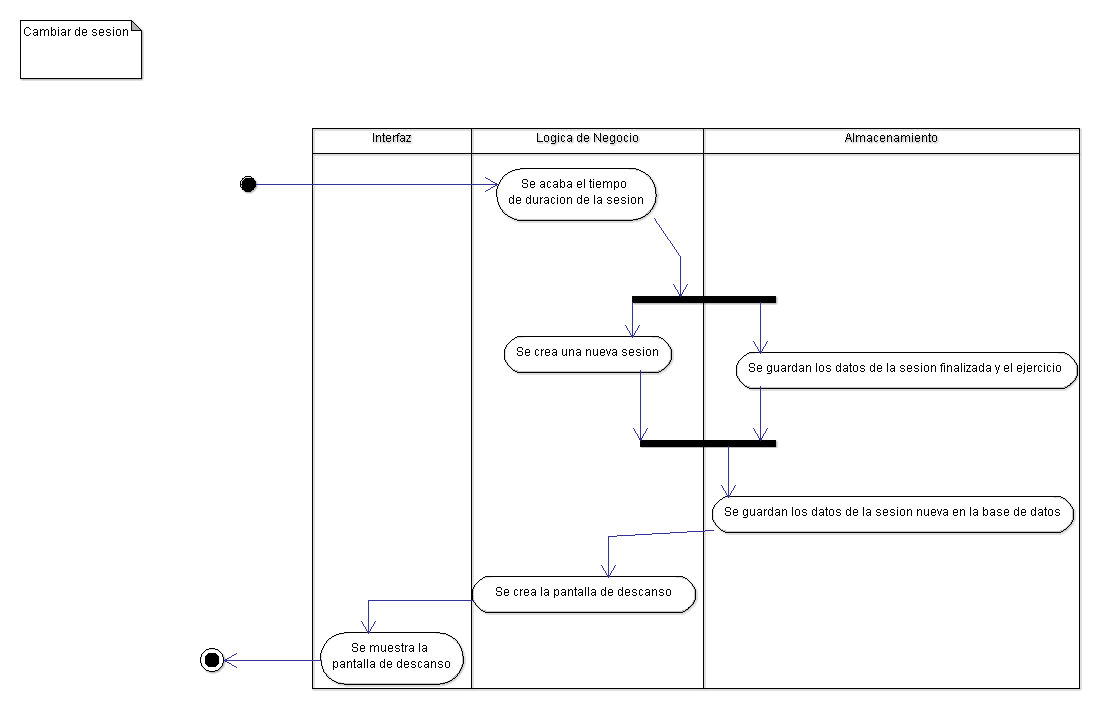 Cambiar de sesion
Interfaz
Logica de Negocio
Almacenamiento
Se acaba el tiempo
de duracion de la sesion
Se crea una nueva sesion
Se guardan los datos de la sesion finalizada y el ejercicio
Se guardan los datos de la sesion nueva en la base de datos
Se crea la pantalla de descanso
Se muestra la
pantalla de descanso